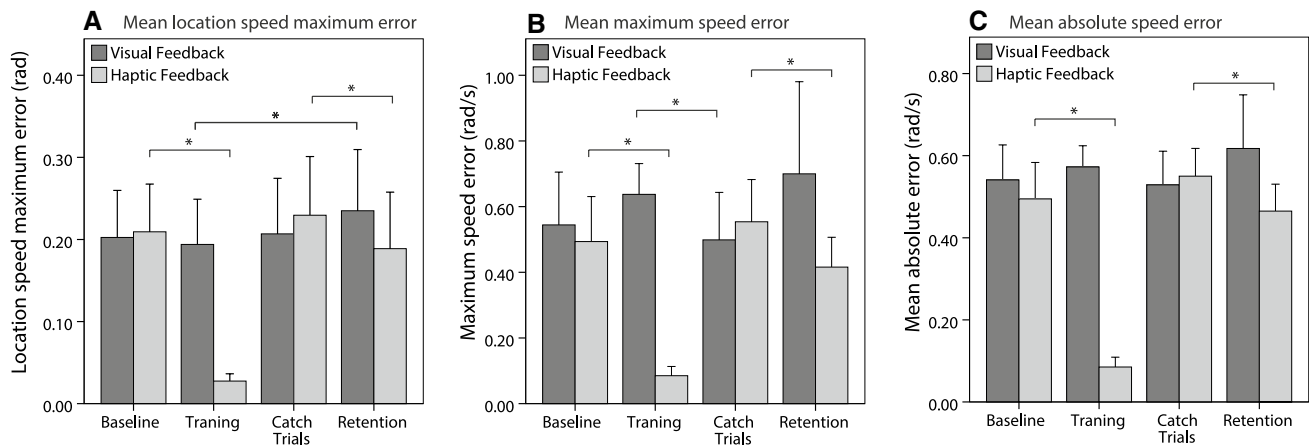 A Mean location speed maximum error
Visual Feedback
Haptic Feedback
Location speed maximum error (rad)
0.40
0.30
0.20
0.10
0.00
*
*
*
Baseline Traning Catch Trials Retention
B Mean maximum speed error
Visual Feedback
Haptic Feedback
Maximum speed error (rad/s)
1.00
0.80
0.60
0.40
0.20
0.00
*
*
*
Baseline Traning Catch Trials Retention
C Mean absolute speed error
Visual Feedback
Haptic Feedback
Mean absolute error (rad/s)
0.80
0.60
0.40
0.20
0.00
*
*
Baseline Traning Catch Trials Retention